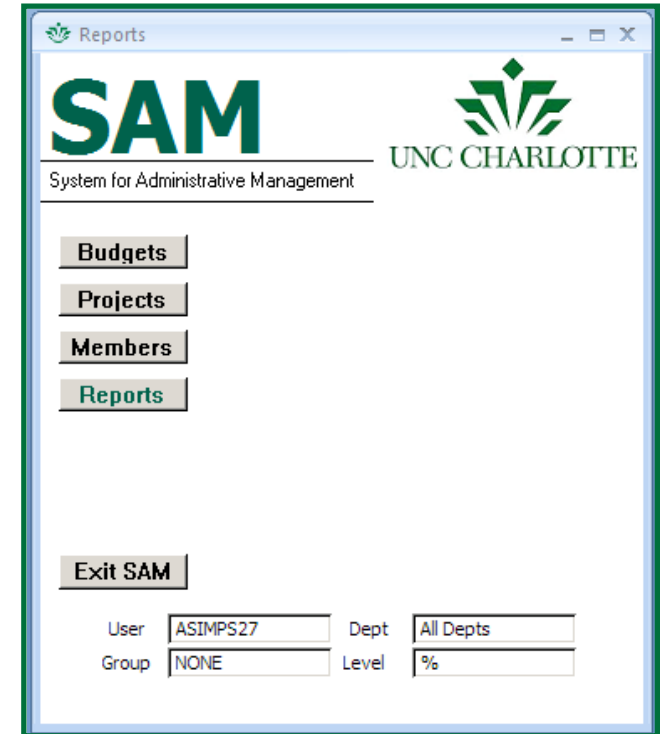 Reports
SAM
UNC CHARLOTTE
System for Administrative Management
Budgets
Projects
Members
Reports
Exit SAM
User ASIMPS27 Dept All Depts
Group NONE Level %